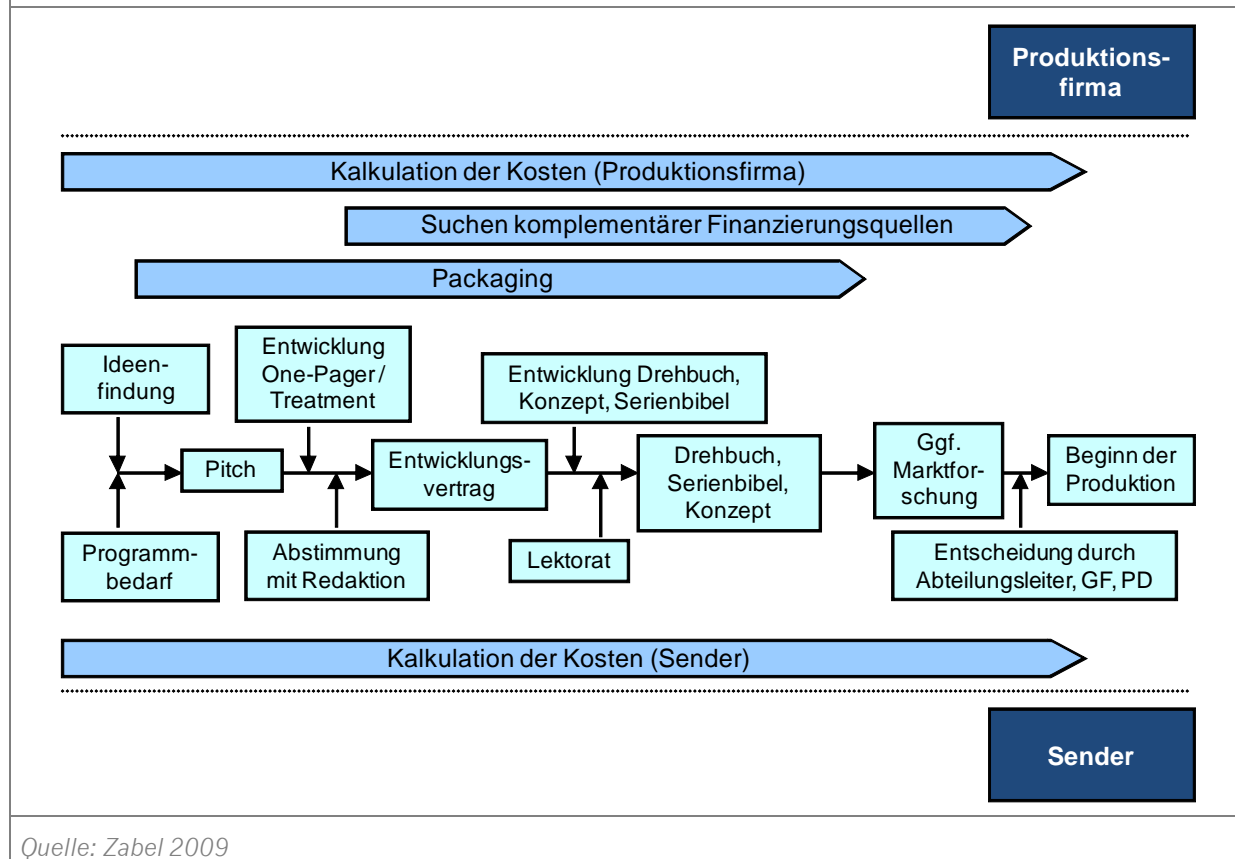 Produktions-
firma
Kalkulation der Kosten (Produktionsfirma)
Suchen komplementärer Finanzierungsquellen
Packaging
Ideen-
findung
Entwicklung
One-Pager /
Treatment
Entwicklung Drehbuch,
Konzept, Serienbibel
Pitch
Entwicklungs-
vertrag
Drehbuch,
Serienbibel,
Konzept
Ggf.
Marktfor-
schung
Beginn der
Produktion
Programm-
bedarf
Abstimmung
mit Redaktion
Lektorat
Entscheidung durch
Abteilungsleiter, GF, PD
Kalkulation der Kosten (Sender)
Sender
Quelle: Zabel 2009